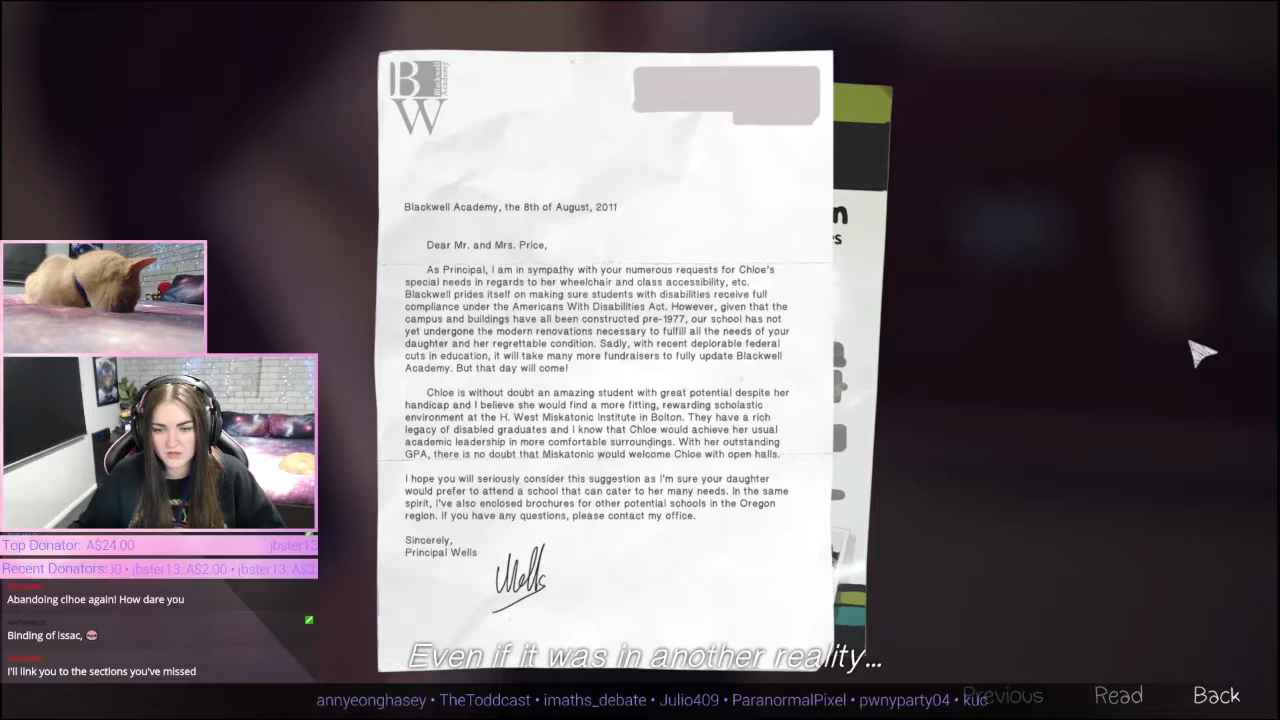 BW
Blackwell
Academy
Blackwell Academy, the 8th of August, 2011
Dear Mr. and Mrs. Price,
As Principal, I am in sympathy with your numerous requests for Chloe's
special needs in regards to her wheelchair and class accessibility, etc.
Blackwell prides itself on making sure students with disabilities receive full
compliance under the Americans With Disabilities Act. However, given that the
campus and buildings have all been constructed pre-1977, our school has not
yet undergone the modern renovations necessary to fulfill all the needs of your
daughter and her regrettable condition. Sadly, with recent deplorable federal
cuts in education, it will take many more fundraisers to fully update Blackwell
Academy. But that day will come!
Chloe is without doubt an amazing student with great potential despite her
handicap and I believe she would find a more fitting, rewarding scholastic
environment at the H. West Miskatonic Institute in Bolton. They have a rich
legacy of disabled graduates and I know that Chloe would achieve her usual
academic leadership in more comfortable surroundings. With her outstanding
GPA, there is no doubt that Miskatonic would welcome Chloe with open halls.
I hope you will seriously consider this suggestion as I'm sure your daughter
would prefer to attend a school that can cater to her many needs. In the same
spirit, I've also enclosed brochures for other potential schools in the Oregon
region. If you have any questions, please contact my office.
Sincerely,
Principal Wells
Wells
Top Donator: A$24.00 jbster13
Recent Donators: 00 • jbster13: A$2.00 • jbster13: A$2
Abandoing clhoe again! How dare you
Binding of issac,
I'll link you to the sections you've missed
Even if it was in another reality...
annyeonghasey • TheToddcast • imaths_debate • Julio409 • ParanormalPixel • pwnyparty04 • kuc
Previous
Read
Back